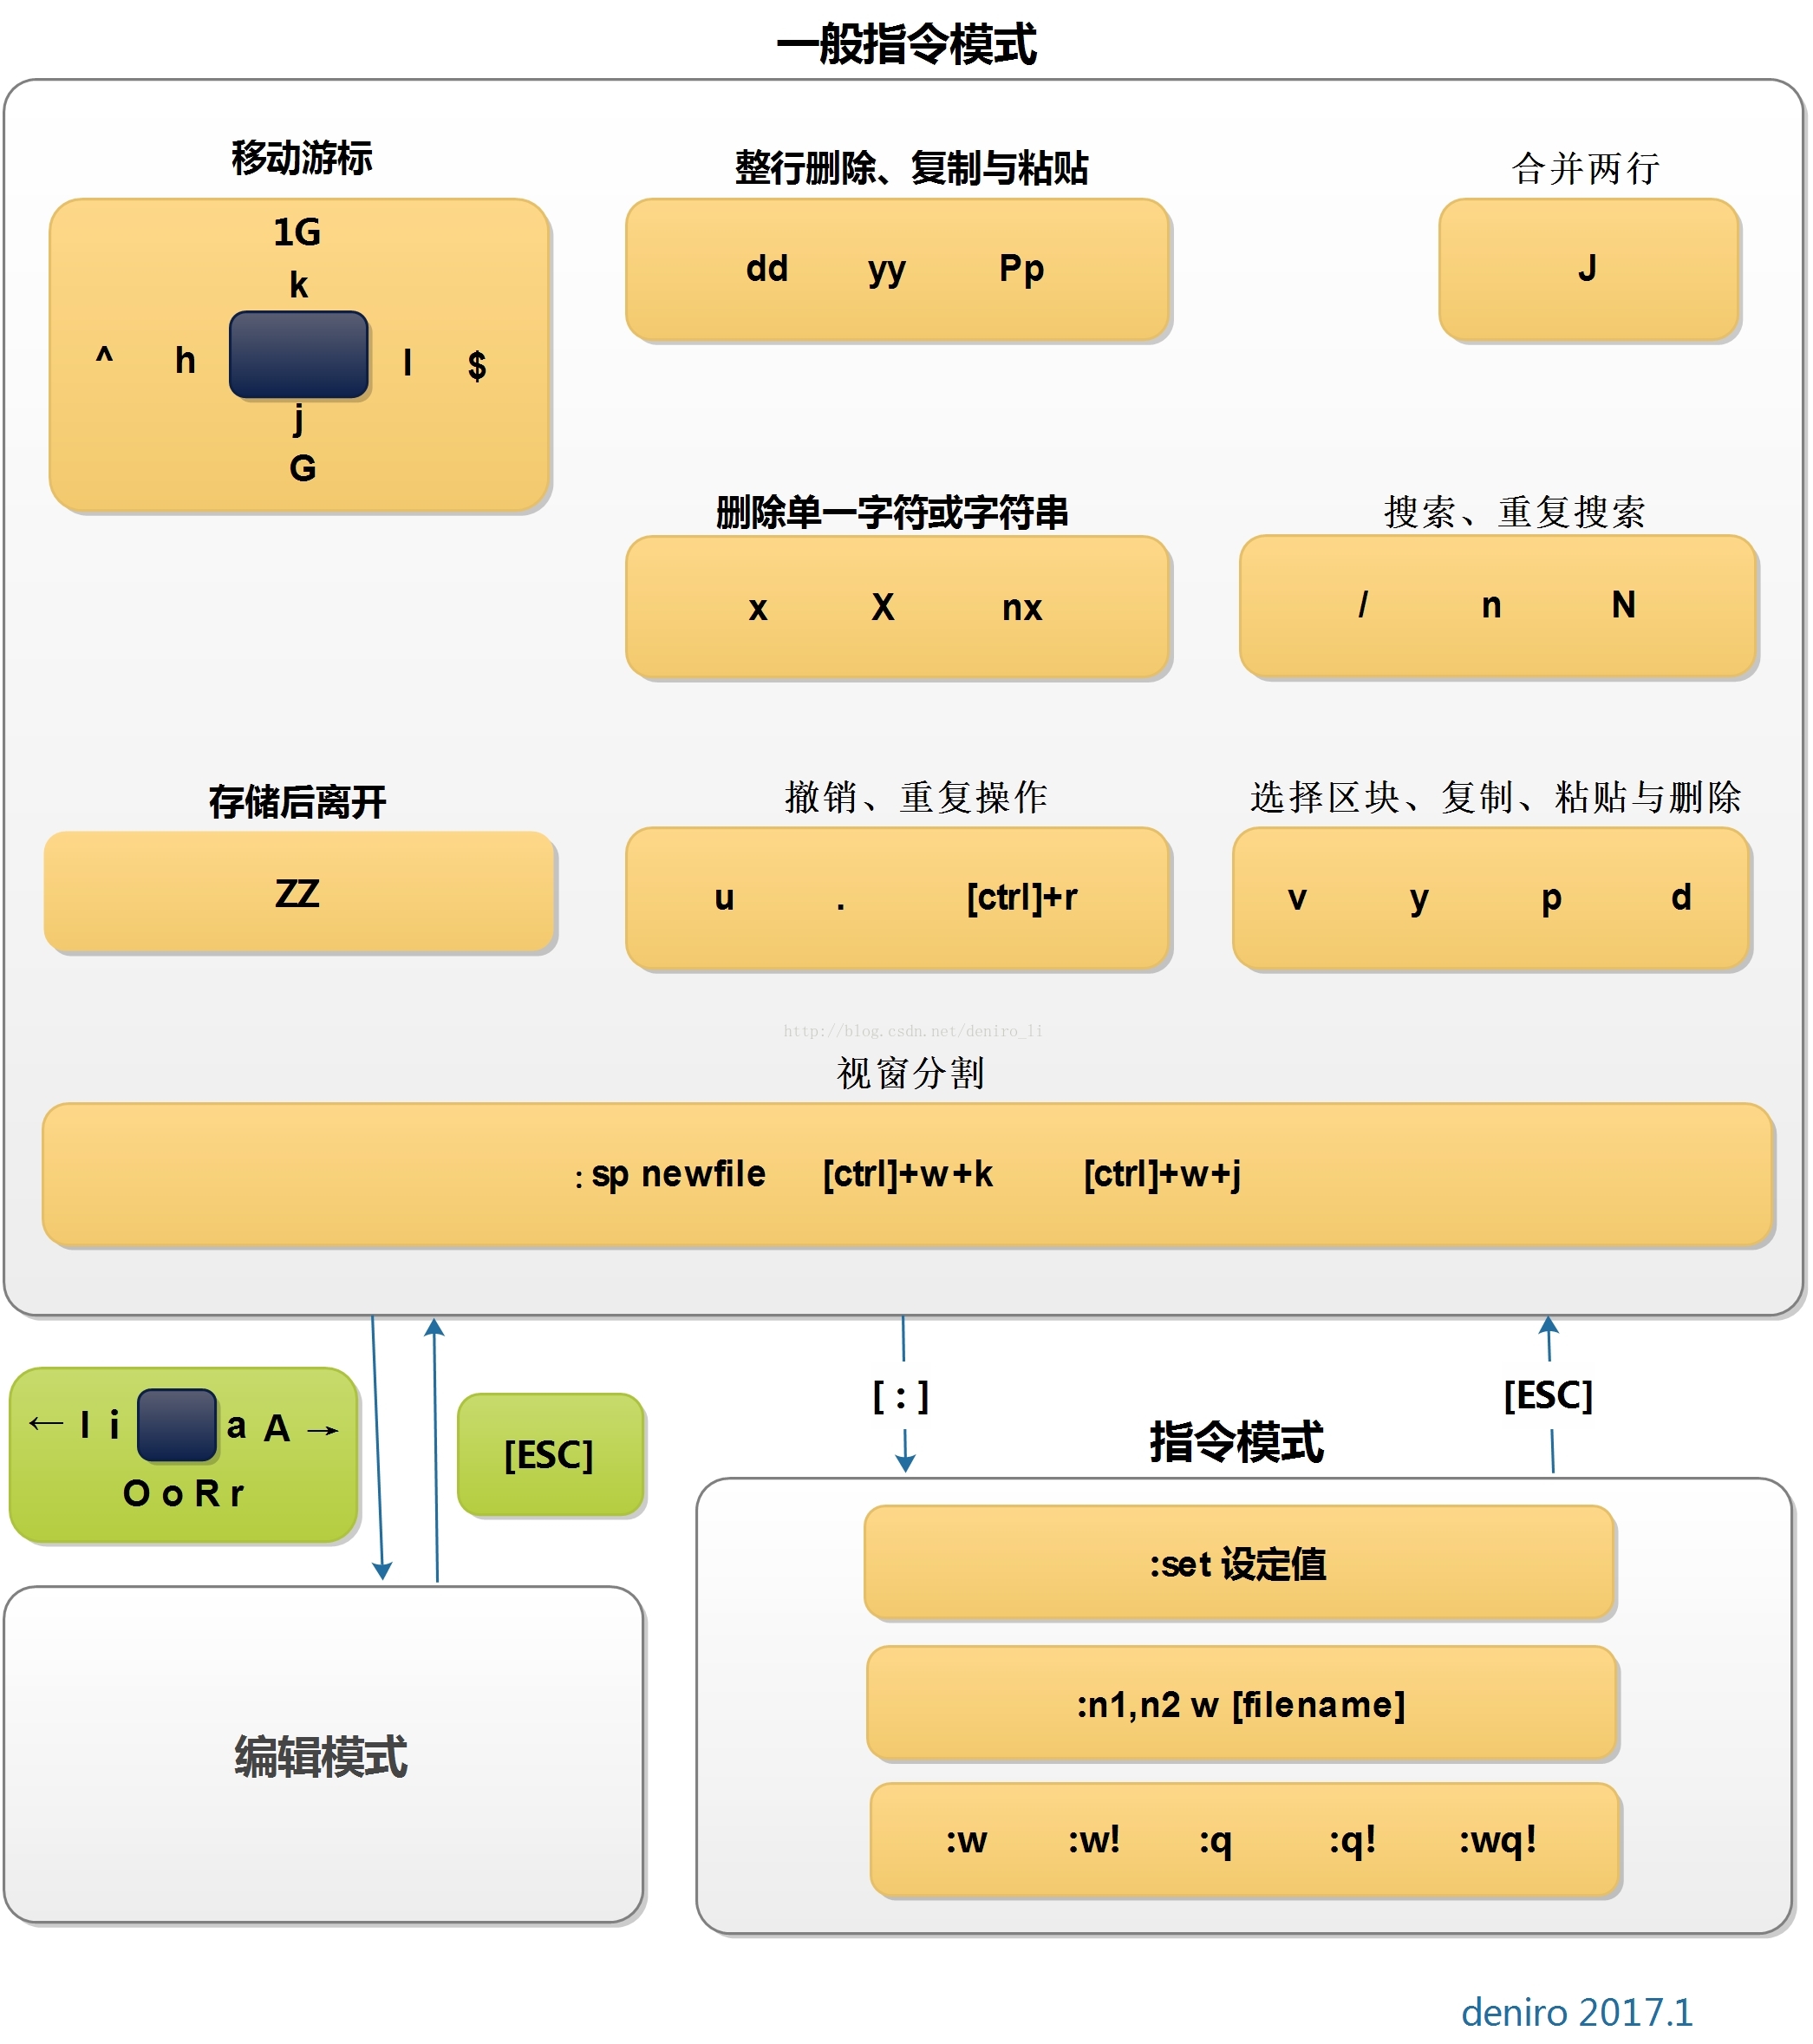 一般指令模式
移动游标
整行删除、复制与粘贴
合并两行
1G
k
^ h l $
j
G
dd yy Pp
J
删除单一字符或字符串
搜索、重复搜索
x X nx
/ n N
存储后离开
撤销、重复操作
选择区块、复制、粘贴与删除
ZZ
u . [ctrl]+r
v y p d
http://blog.csdn.net/deniro_li
视窗分割
: sp newfile [ctrl]+w+k [ctrl]+w+j
← I i a A →
O o R r
[ESC]
[ : ]
[ESC]
指令模式
:set 设定值
:n1,n2 w [filename]
:w :w! :q :q! :wq!
编辑模式
deniro 2017.1